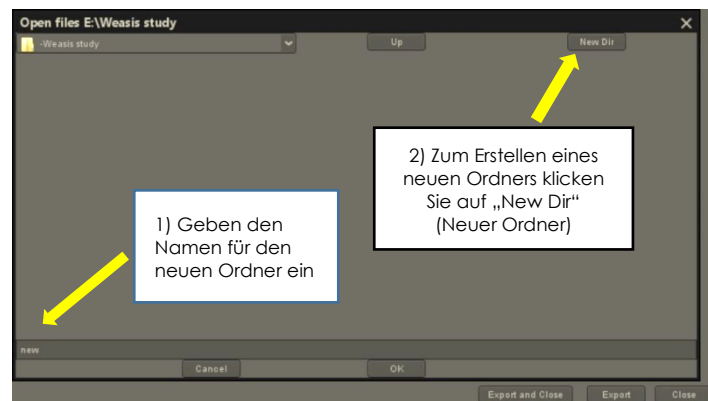 Open files E:\Weasis study
-Weasis study
Up
New Dir
2) Zum Erstellen eines
neuen Ordners klicken
Sie auf „New Dir“
(Neuer Ordner)
1) Geben den
Namen für den
neuen Ordner ein
new
Cancel
OK
Export and Close
Export
Close